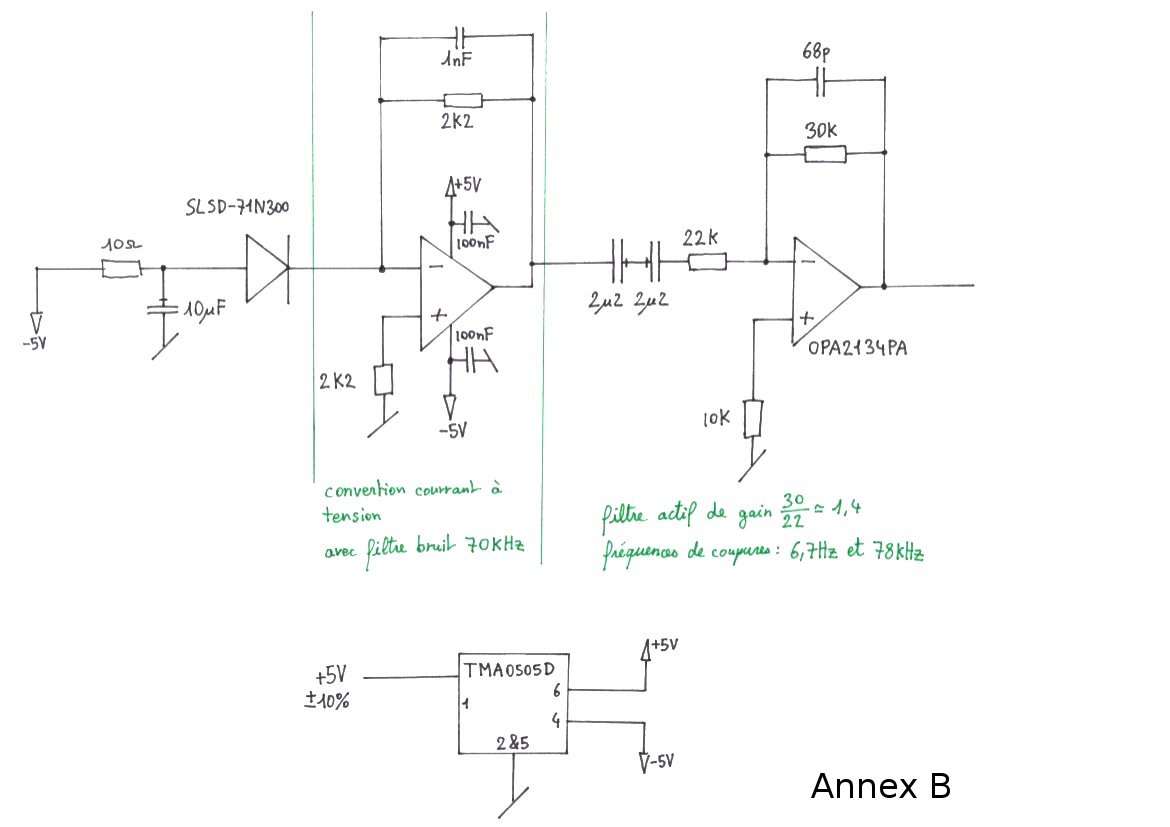 68p
1nF
30K
2K2
+5V
SLSD-71N300
100nF
10Ω
22K
-
-
10µF
2µ2 2µ2
+
+
100nF
-5V
OPA2134PA
2K2
10K
-5V
convertion courrant à
tension
avec filtre bruit 70KHz
filtre actif de gain 30/22 ≃ 1,4
fréquences de coupures : 6,7Hz et 78KHz
+5V
+5V
±10%
TMA0505D
6
1
4
2&5
-5V
Annex B